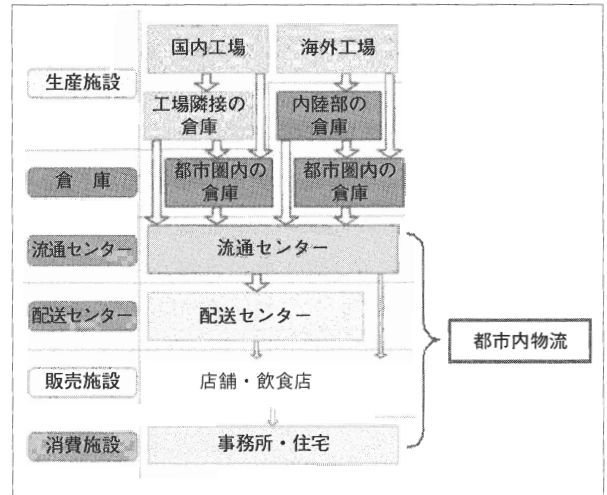 国内工場
海外工場
生産施設
工場隣接の
倉庫
内陸部の
倉庫
倉 庫
都市圏内の
倉庫
都市圏内の
倉庫
流通センター
流通センター
配送センター
配送センター
都市内物流
販売施設
店舗・飲食店
消費施設
事務所・住宅